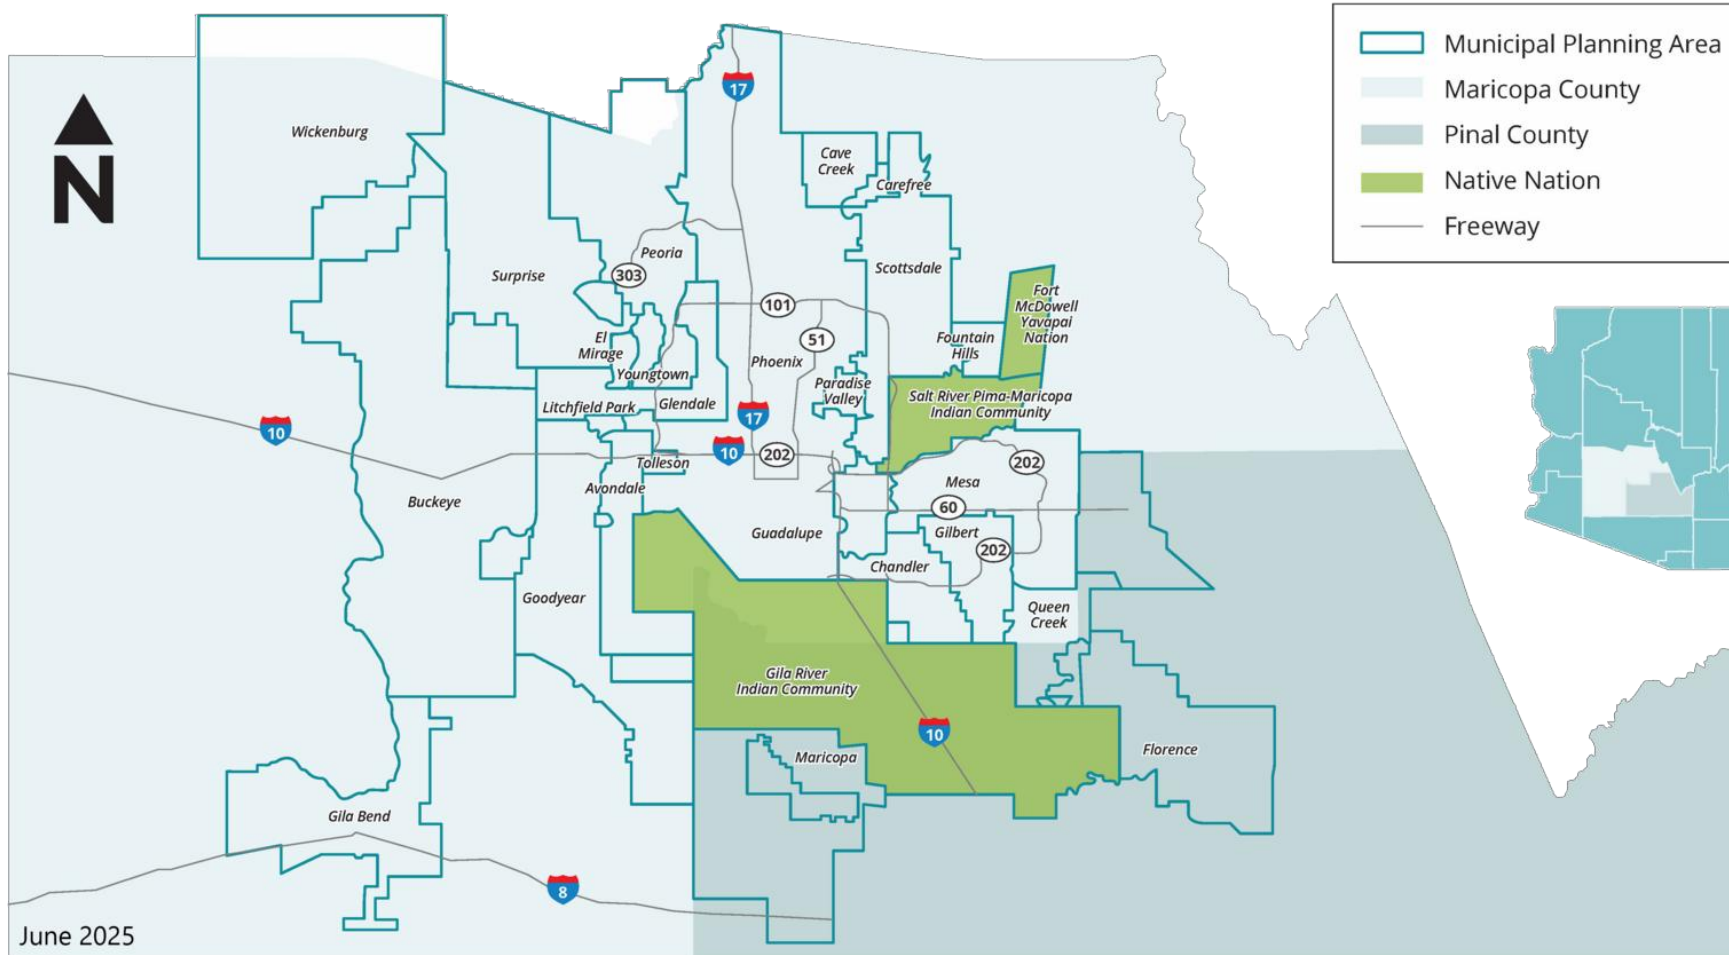 Municipal Planning Area
Maricopa County
Pinal County
Native Nation
Freeway
N
17
Wickenburg
Cave
Creek
Carefree
Peoria
303
Surprise
Scottsdale
101
Fort
McDowell
Yavapai
Nation
51
El
Mirage
Phoenix
Fountain
Hills
Youngtown
Paradise
Valley
Salt River Pima-Maricopa
Indian Community
Litchfield Park
Glendale
17
10
10
202
Tolleson
202
Mesa
Avondale
Buckeye
60
Guadalupe
Gilbert
202
Chandler
Goodyear
Queen
Creek
Gila River
Indian Community
10
Maricopa
Florence
Gila Bend
8
June 2025